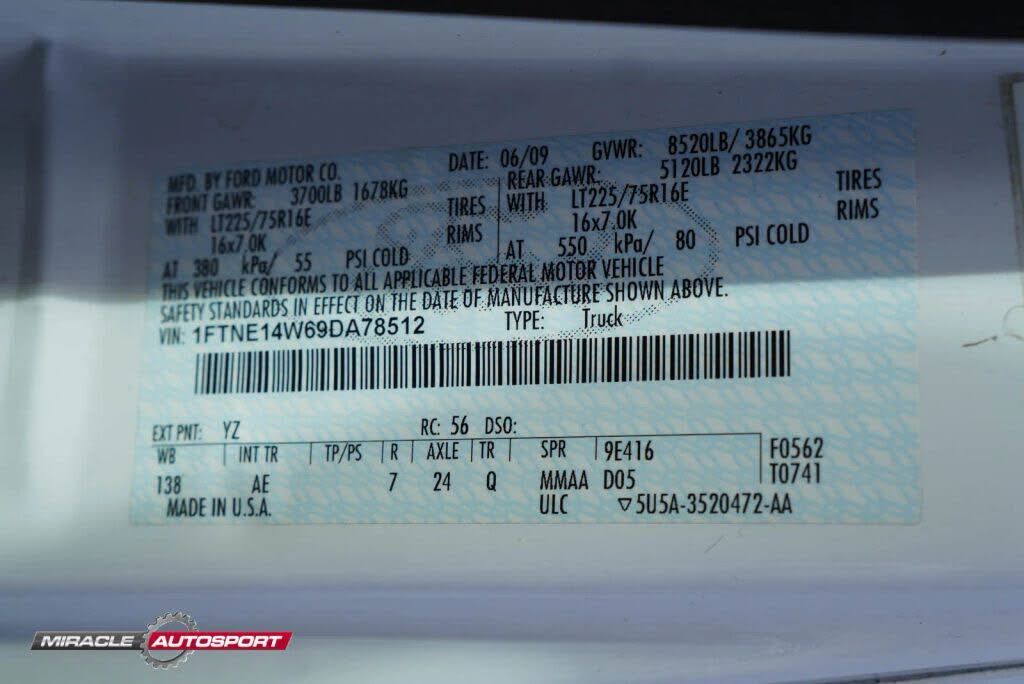 MFD. BY FORD MOTOR CO. DATE: 06/09 GVWR: 8520LB/ 3865KG
FRONT GAWR: 3700LB 1678KG REAR GAWR: 5120LB 2322KG
WITH LT225/75R16E TIRES WITH LT225/75R16E TIRES
16x7.0K RIMS 16x7.0K RIMS
AT 380 kPa/ 55 PSI COLD AT 550 kPa/ 80 PSI COLD
THIS VEHICLE CONFORMS TO ALL APPLICABLE FEDERAL MOTOR VEHICLE
SAFETY STANDARDS IN EFFECT ON THE DATE OF MANUFACTURE SHOWN ABOVE.
VIN: 1FTNE14W69DA78512 TYPE: Truck
EXT PNT: YZ RC: 56 DSO:
WB INT TR TP/PS R AXLE TR SPR 9E416 F0562
138 AE 7 24 Q MMAA D05 T0741
MADE IN U.S.A. ULC ▽5U5A-3520472-AA
MIRACLE AUTOSPORT